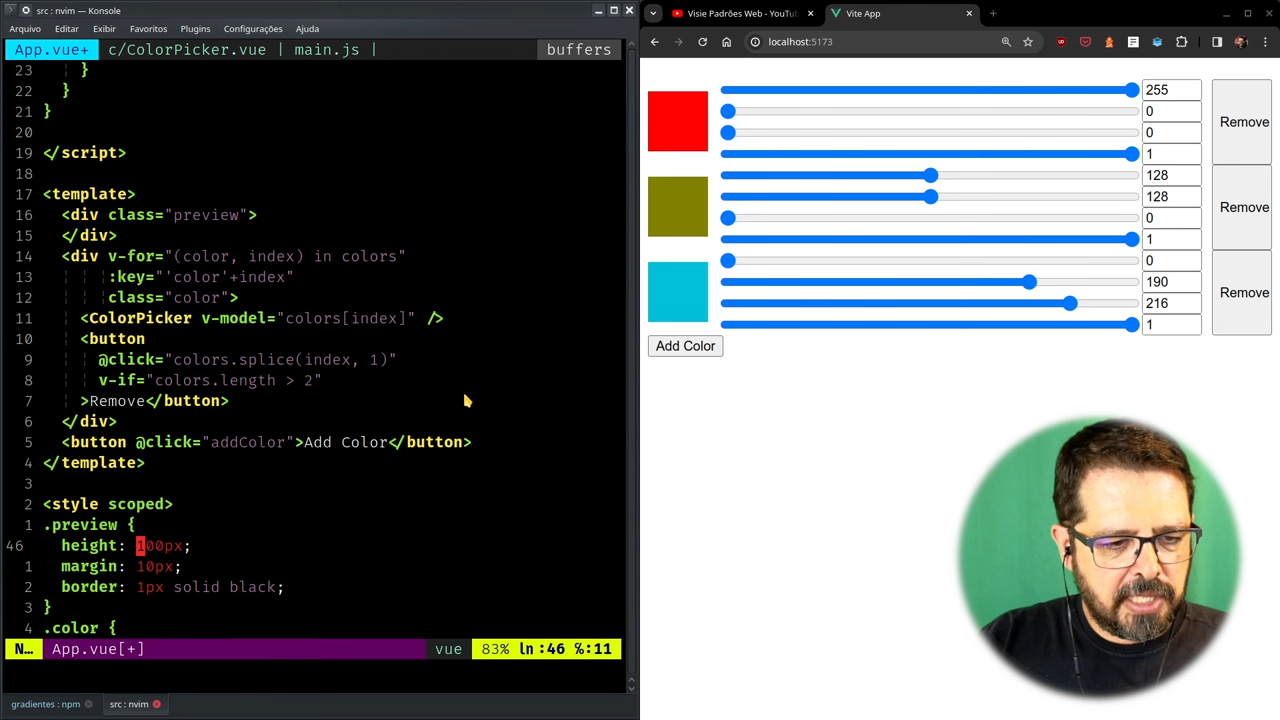 src : nvim — Konsole
Arquivo Editar Exibir Favoritos Plugins Configurações Ajuda
App.vue+ c/ColorPicker.vue | main.js | buffers
23 }
22 }
21 }
20
19 </script>
18
17 <template>
16 <div class="preview">
15 </div>
14 <div v-for="(color, index) in colors"
13 :key="'color'+index"
12 class="color">
11 <ColorPicker v-model="colors[index]" />
10 <button
9 @click="colors.splice(index, 1)"
8 v-if="colors.length > 2"
7 >Remove</button>
6 </div>
5 <button @click="addColor">Add Color</button>
4 </template>
3
2 <style scoped>
1 .preview {
46 height: 100px;
1 margin: 10px;
2 border: 1px solid black;
3 }
4 .color {
N… App.vue[+] vue 83% ln:46 %:11
gradientes : npm src : nvim
Visie Padrões Web - YouTu Vite App
localhost:5173
255
0
0
1
Remove
128
128
0
1
Remove
0
190
216
1
Remove
Add Color